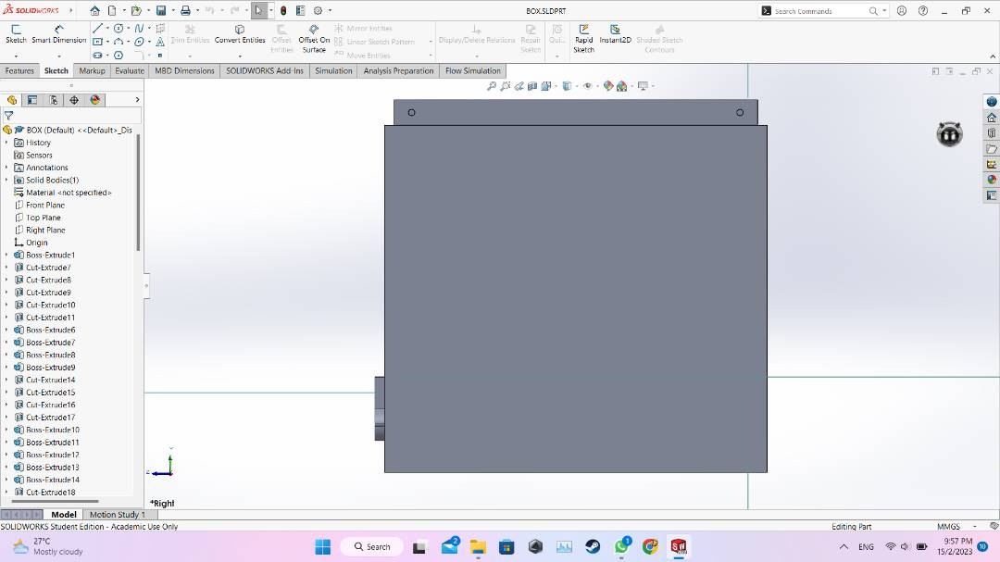 SOLIDWORKS
BOX.SLDPRT
Search Commands
Sketch
Smart Dimension
Trim Entities
Convert Entities
Offset Entities
Offset On Surface
Mirror Entities
Linear Sketch Pattern
Move Entities
Display/Delete Relations
Repair Sketch
Qui...
Rapid Sketch
Instant2D
Shaded Sketch Contours
Features Sketch Markup Evaluate MBD Dimensions SOLIDWORKS Add-Ins Simulation Analysis Preparation Flow Simulation
BOX (Default) <<Default>_Dis
History
Sensors
Annotations
Solid Bodies(1)
Material <not specified>
Front Plane
Top Plane
Right Plane
Origin
Boss-Extrude1
Cut-Extrude7
Cut-Extrude8
Cut-Extrude9
Cut-Extrude10
Cut-Extrude11
Boss-Extrude6
Boss-Extrude7
Boss-Extrude8
Boss-Extrude9
Cut-Extrude14
Cut-Extrude15
Cut-Extrude16
Cut-Extrude17
Boss-Extrude10
Boss-Extrude11
Boss-Extrude12
Boss-Extrude13
Boss-Extrude14
Cut-Extrude18
*Right
Model Motion Study 1
SOLIDWORKS Student Edition - Academic Use Only
Editing Part
MMGS
27°C
Mostly cloudy
Search
2
1
ENG
9:57 PM
15/2/2023
10